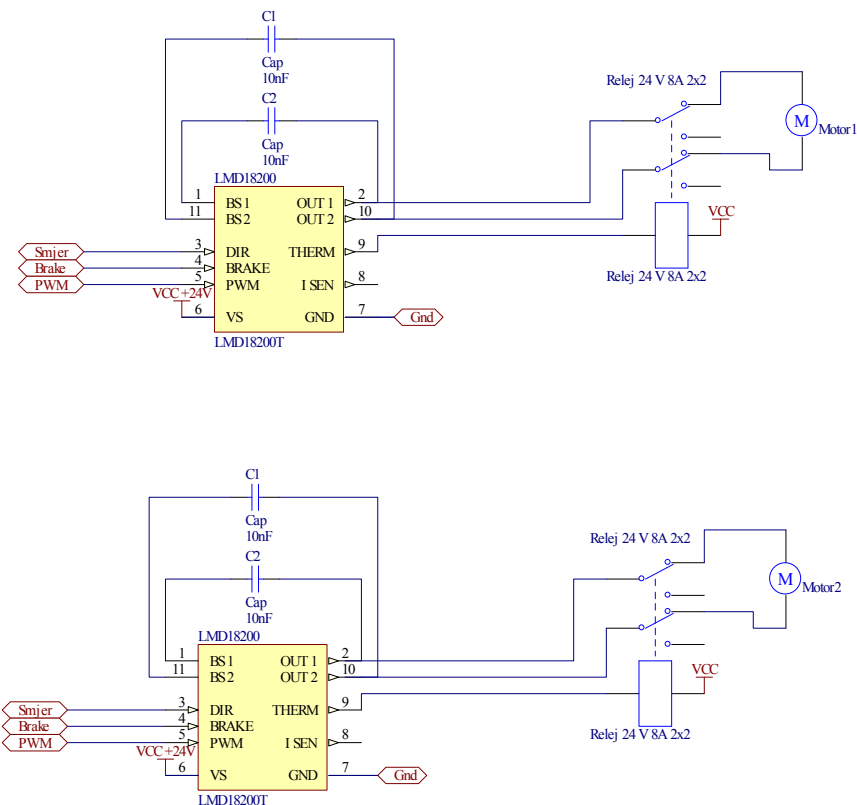 C1
Cap
10nF
C2
Cap
10nF
LMD18200
1 BS1 OUT 1 2
11 BS2 OUT 2 10
Smjer 3 DIR THERM 9
Brake 4 BRAKE
PWM 5 PWM I SEN 8
VCC +24V
6 VS GND 7 Gnd
LMD18200T
Relej 24 V 8A 2x2
M Motor1
VCC
Relej 24 V 8A 2x2
C1
Cap
10nF
C2
Cap
10nF
LMD18200
1 BS1 OUT 1 2
11 BS2 OUT 2 10
Smjer 3 DIR THERM 9
Brake 4 BRAKE
PWM 5 PWM I SEN 8
VCC +24V
6 VS GND 7 Gnd
LMD18200T
Relej 24 V 8A 2x2
M Motor2
VCC
Relej 24 V 8A 2x2